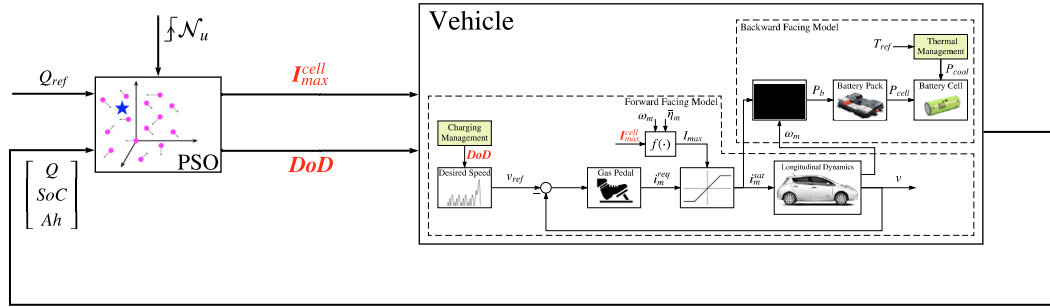 Vehicle
𝒩_u
Backward Facing Model
T_ref
Thermal
Management
Q_ref
I_max^cell
P_cool
P_b
Battery Pack
P_cell
Battery Cell
Forward Facing Model
ω_m
η̄_m
Charging
Management
I_max^cell
f(·)
I_max
ω_m
PSO
DoD
DoD
Desired Speed
v_ref
Gas Pedal
i_m^req
i_m^sat
Longitudinal Dynamics
v
−
Q
SoC
Ah